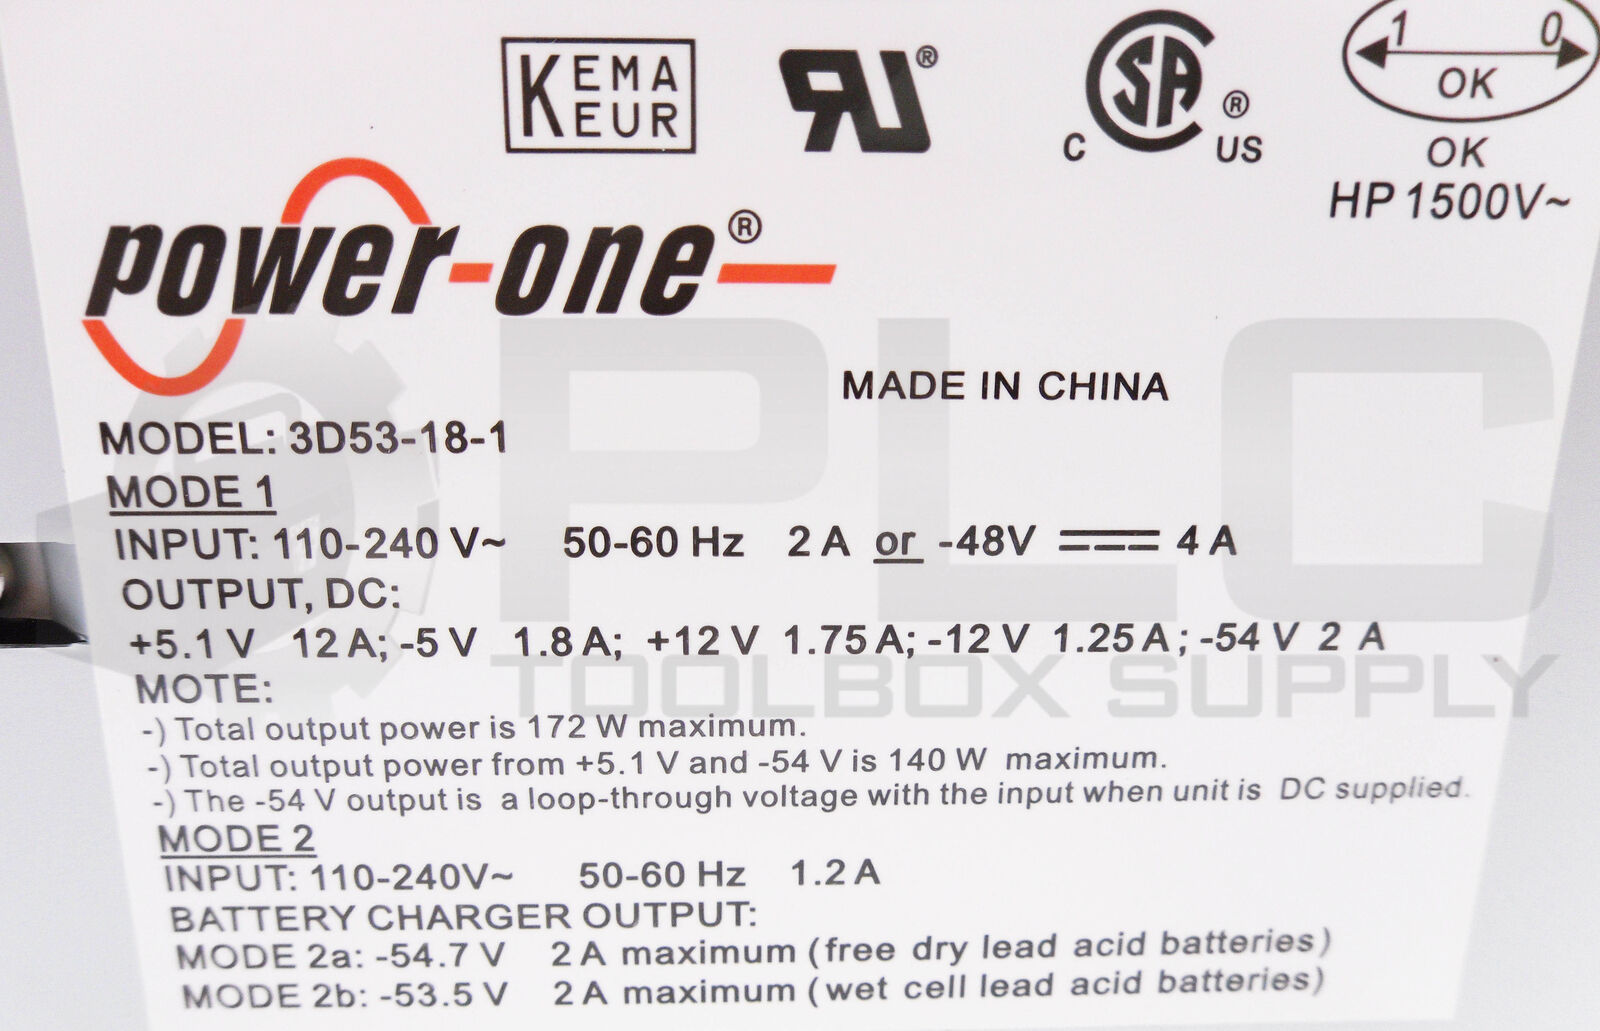 KEMA
KEUR
RU®
C SA ® US
1 0
OK
OK
HP 1500V~
power-one®
MADE IN CHINA
MODEL: 3D53-18-1
MODE 1
INPUT: 110-240 V~ 50-60 Hz 2 A or -48V ⎓ 4 A
OUTPUT, DC:
+5.1 V 12 A; -5 V 1.8 A; +12 V 1.75 A; -12 V 1.25 A; -54 V 2 A
MOTE:
-) Total output power is 172 W maximum.
-) Total output power from +5.1 V and -54 V is 140 W maximum.
-) The -54 V output is a loop-through voltage with the input when unit is DC supplied.
MODE 2
INPUT: 110-240V~ 50-60 Hz 1.2 A
BATTERY CHARGER OUTPUT:
MODE 2a: -54.7 V 2 A maximum (free dry lead acid batteries)
MODE 2b: -53.5 V 2 A maximum (wet cell lead acid batteries)
PLC
TOOLBOX SUPPLY